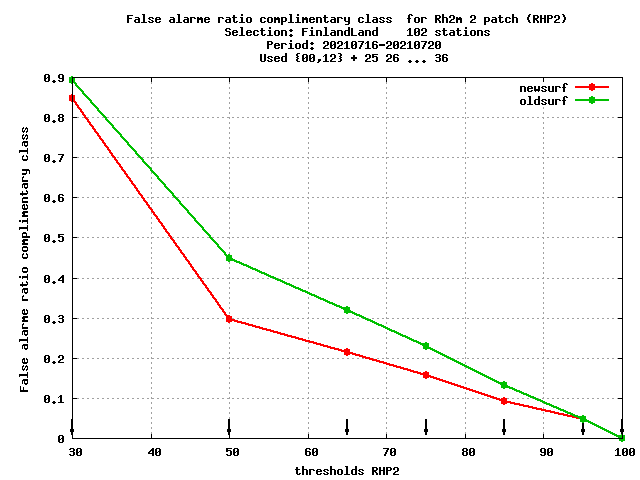 False alarme ratio complimentary class  for Rh2m 2 patch (RHP2)
Selection: FinlandLand    102 stations
Period: 20210716-20210720
Used {00,12} + 25 26 ... 36
newsurf
oldsurf
False alarme ratio complimentary class
0.9
0.8
0.7
0.6
0.5
0.4
0.3
0.2
0.1
0
30 40 50 60 70 80 90 100
thresholds RHP2